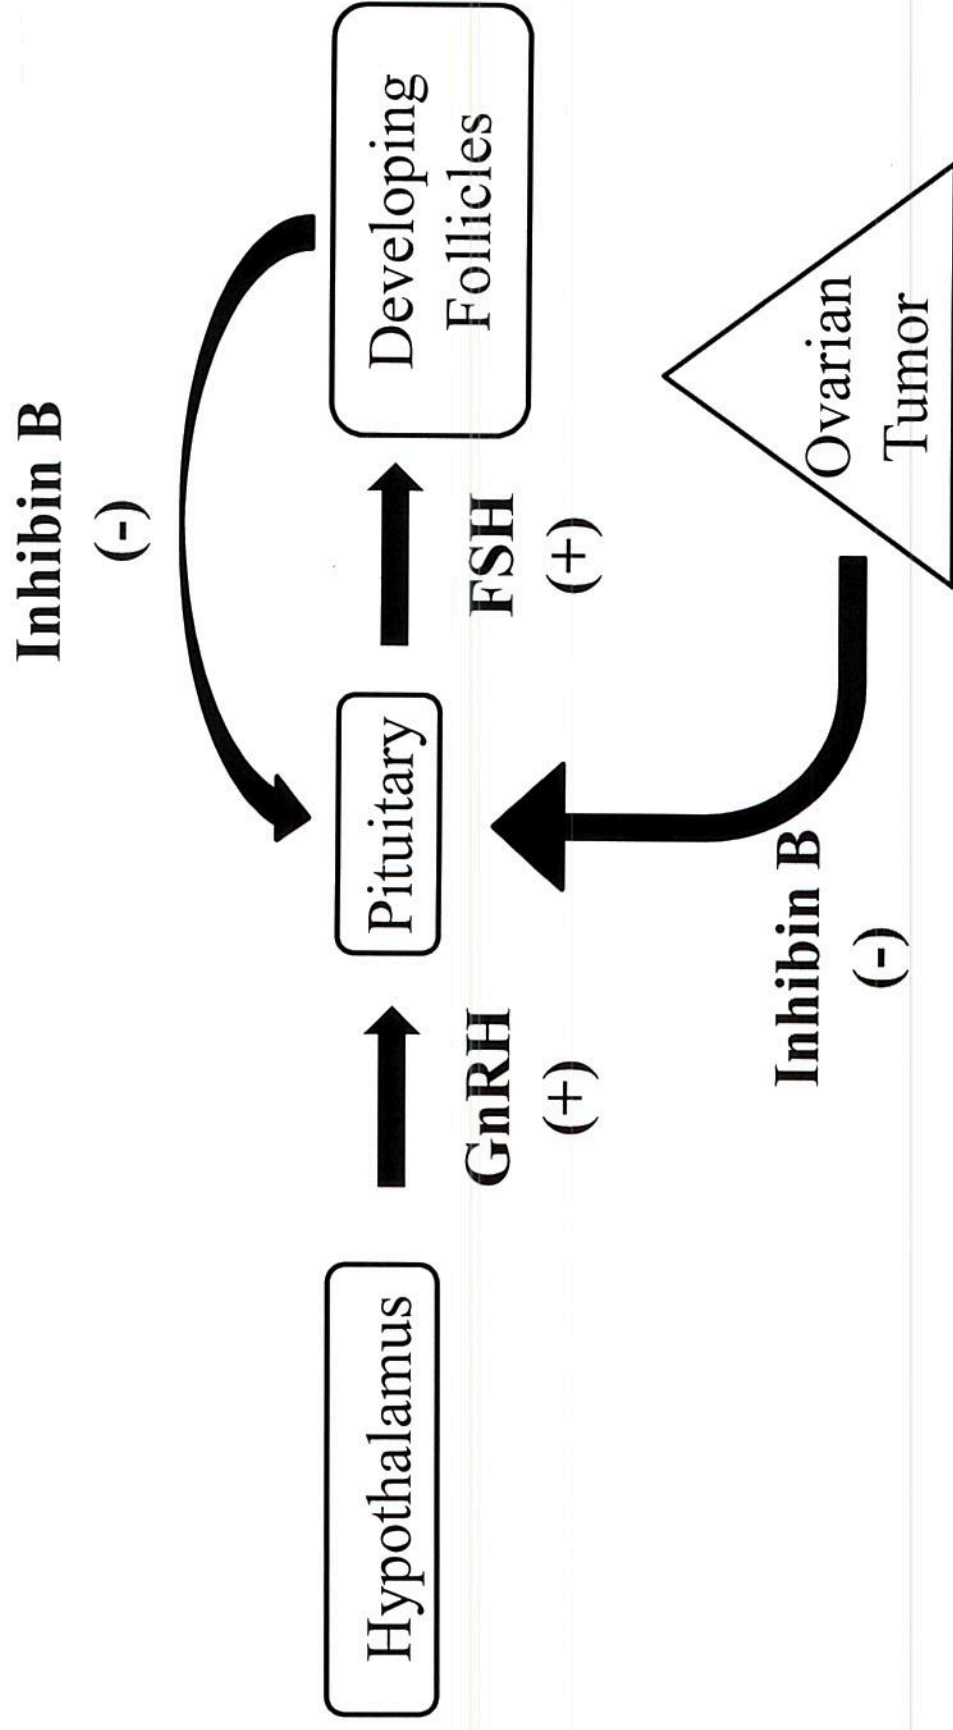 Inhibin B
(-)
Hypothalamus
GnRH
(+)
Pituitary
FSH
(+)
Developing
Follicles
Inhibin B
(-)
Ovarian
Tumor